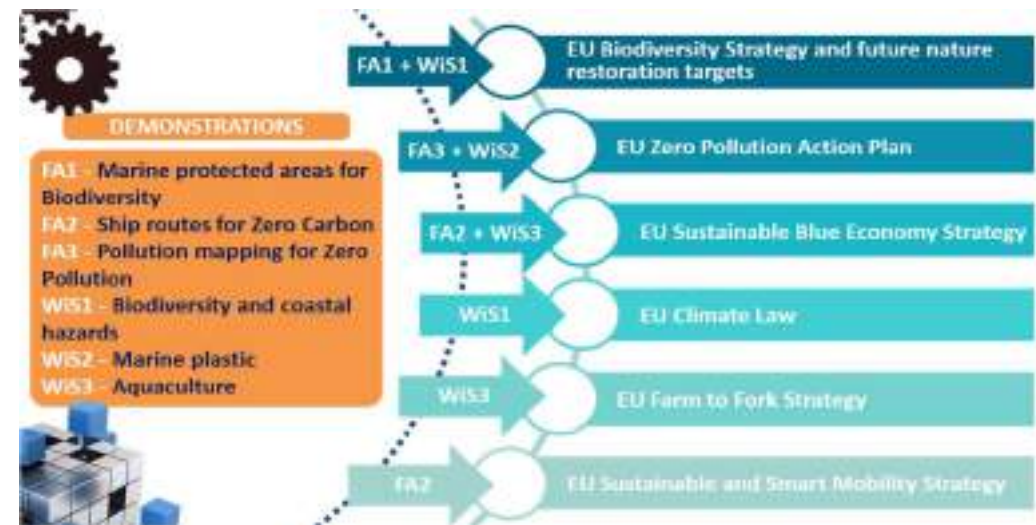 DEMONSTRATIONS
FA1 - Marine protected areas for
Biodiversity
FA2 - Ship routes for Zero Carbon
FA3 - Pollution mapping for Zero
Pollution
WiS1 - Biodiversity and coastal
hazards
WiS2 - Marine plastic
WiS3 - Aquaculture
FA1 + WiS1
EU Biodiversity Strategy and future nature
restoration targets
FA3 + WiS2
EU Zero Pollution Action Plan
FA2 + WiS3
EU Sustainable Blue Economy Strategy
WiS1
EU Climate Law
WiS3
EU Farm to Fork Strategy
FA2
EU Sustainable and Smart Mobility Strategy